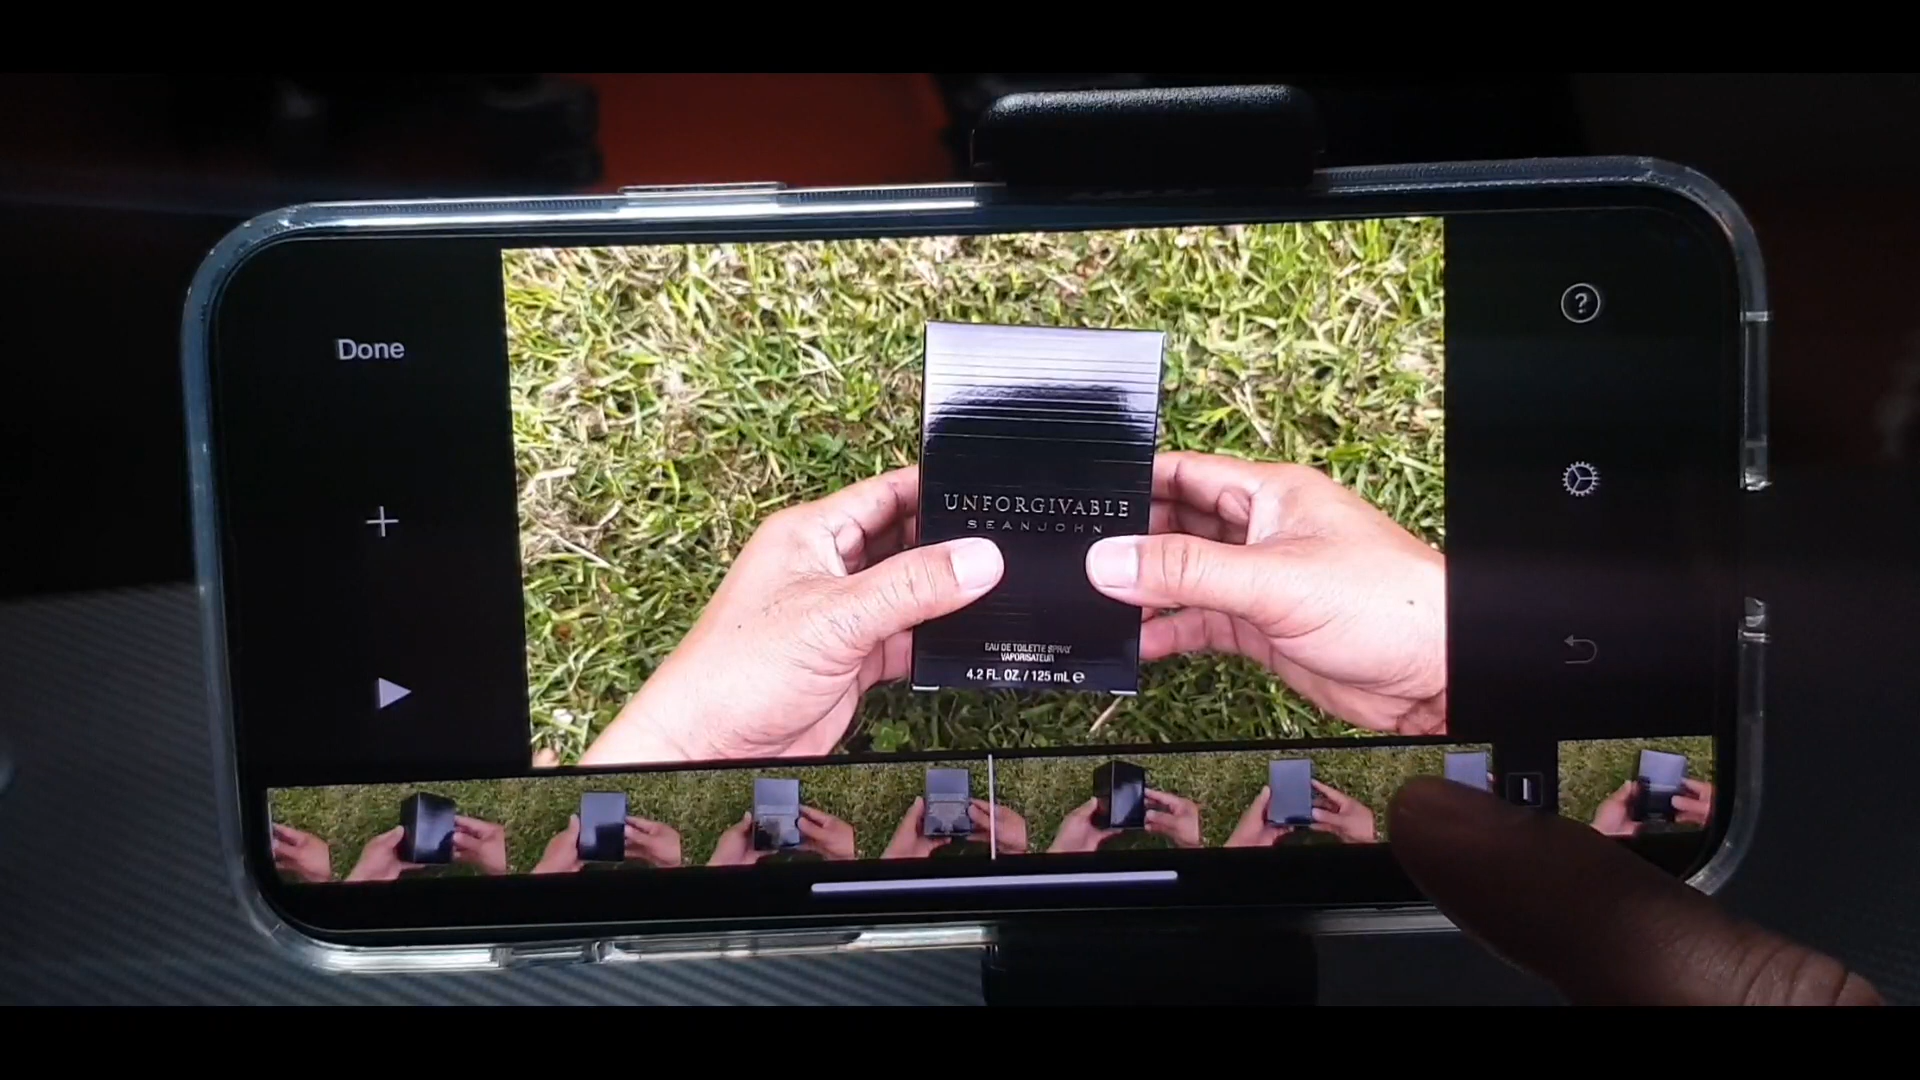 Done
?
UNFORGIVABLE
SEANJOHN
EAU DE TOILETTE SPRAY
VAPORISATEUR
4.2 FL. OZ. / 125 mL ℮